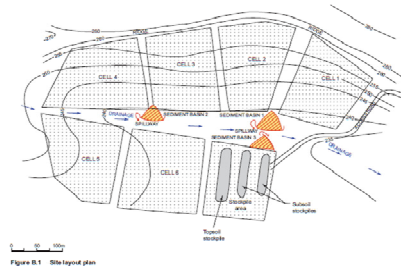 RIDGE
RIDGE
CELL 3
CELL 2
CELL 4
CELL 1
DRAINAGE
SEDIMENT BASIN 2
SEDIMENT BASIN 1
SPILLWAY
SPILLWAY
SEDIMENT BASIN 3
DRAINAGE
CELL 5
CELL 6
Stockpile
area
Subsoil
stockpiles
Topsoil
stockpile
0 50 100m
Figure B.1 Site layout plan